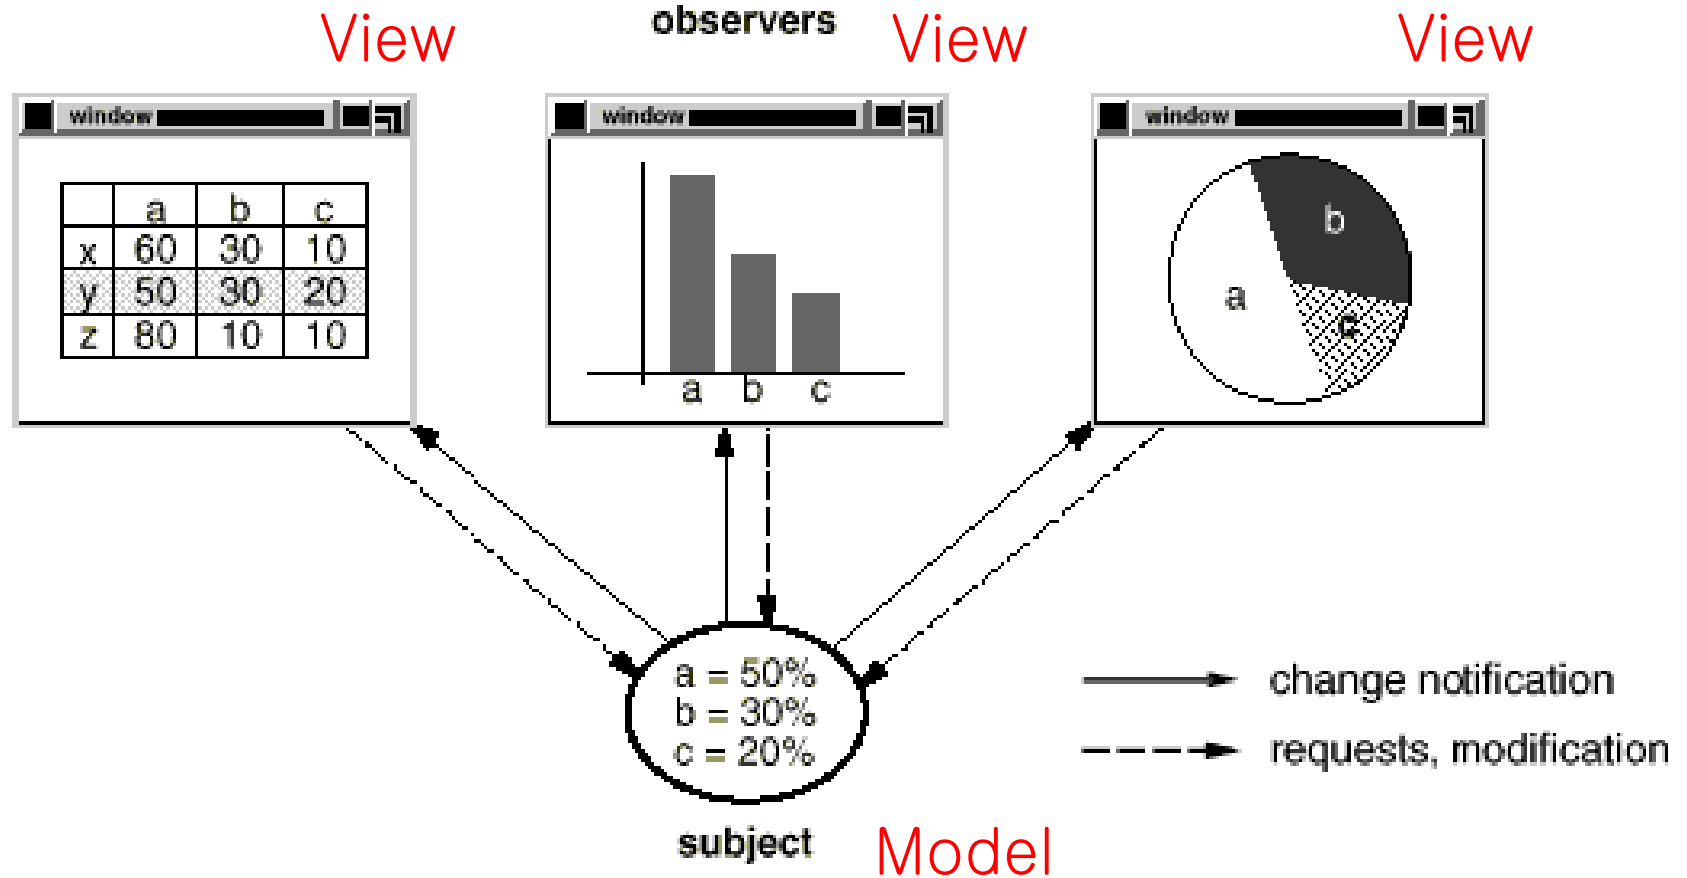 observers
View
View
View
window
window
window
a b c
x 60 30 10
y 50 30 20
z 80 10 10
a b c
b
a
c
a = 50%
b = 30%
c = 20%
change notification
requests, modification
subject
Model